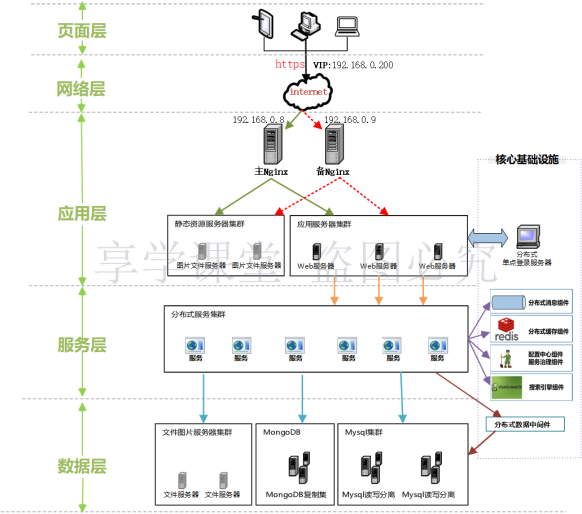 页面层
https
VIP:192.168.0.200
网络层
internet
192.168.0.8
192.168.0.9
主Nginx
备Nginx
核心基础设施
应用层
静态资源服务器集群
应用服务器集群
图片文件服务器
图片文件服务器
Web服务器
Web服务器
Web服务器
分布式
单点登录服务器
享学课堂 盗图必究
服务层
分布式服务集群
服务
服务
服务
服务
服务
服务
分布式消息组件
redis
分布式缓存组件
配置中心组件
服务治理组件
搜索引擎组件
分布式数据中间件
数据层
文件图片服务器集群
MongoDB
Mysql集群
文件服务器
文件服务器
MongoDB复制集
Mysql读写分离
Mysql读写分离